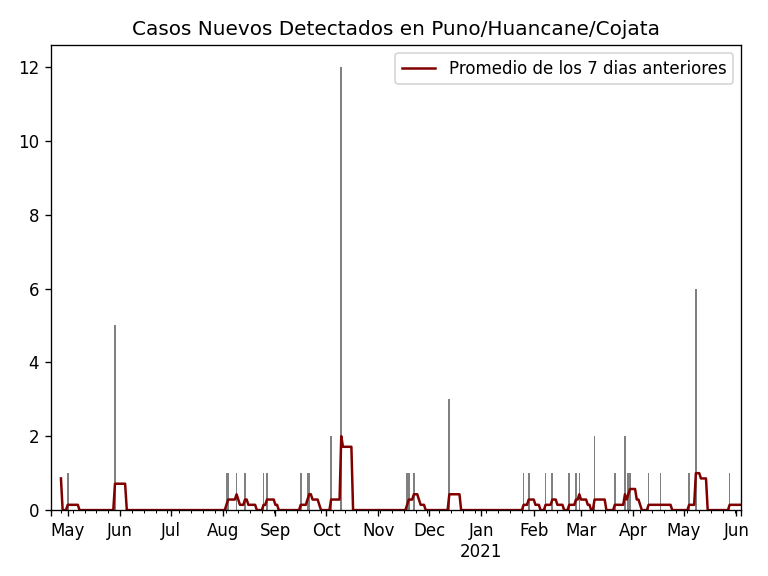 Casos Nuevos Detectados en Puno/Huancane/Cojata
Promedio de los 7 dias anteriores
12
10
8
6
4
2
0
May Jun Jul Aug Sep Oct Nov Dec Jan Feb Mar Apr May Jun
2021